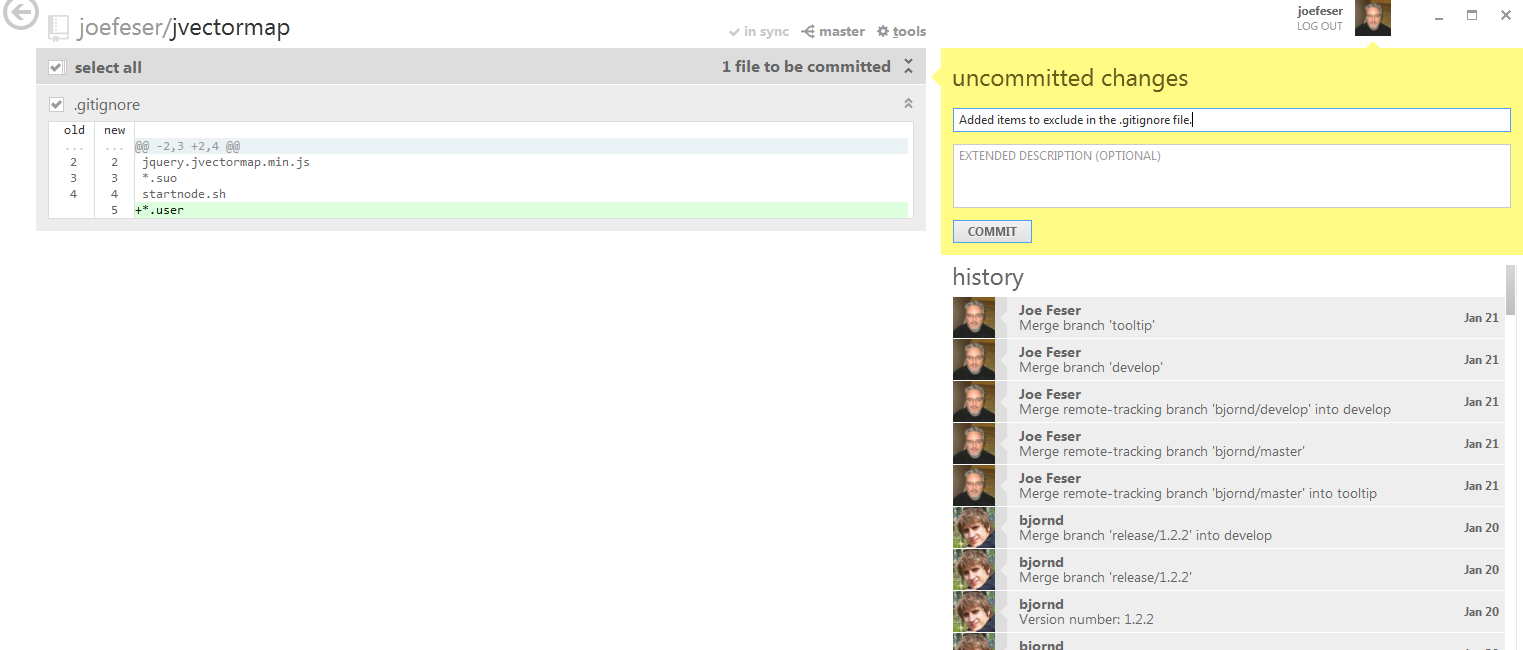 joefeser/jvectormap
in sync master tools
joefeser
LOG OUT
select all 1 file to be committed
.gitignore
old new
... ... @@ -2,3 +2,4 @@
2 2 jquery.jvectormap.min.js
3 3 *.suo
4 4 startnode.sh
5 +*.user
uncommitted changes
Added items to exclude in the .gitignore file.
EXTENDED DESCRIPTION (OPTIONAL)
COMMIT
history
Joe Feser
Merge branch 'tooltip' Jan 21
Joe Feser
Merge branch 'develop' Jan 21
Joe Feser
Merge remote-tracking branch 'bjornd/develop' into develop Jan 21
Joe Feser
Merge remote-tracking branch 'bjornd/master' Jan 21
Joe Feser
Merge remote-tracking branch 'bjornd/master' into tooltip Jan 21
bjornd
Merge branch 'release/1.2.2' into develop Jan 20
bjornd
Merge branch 'release/1.2.2' Jan 20
bjornd
Version number: 1.2.2 Jan 20
bjornd